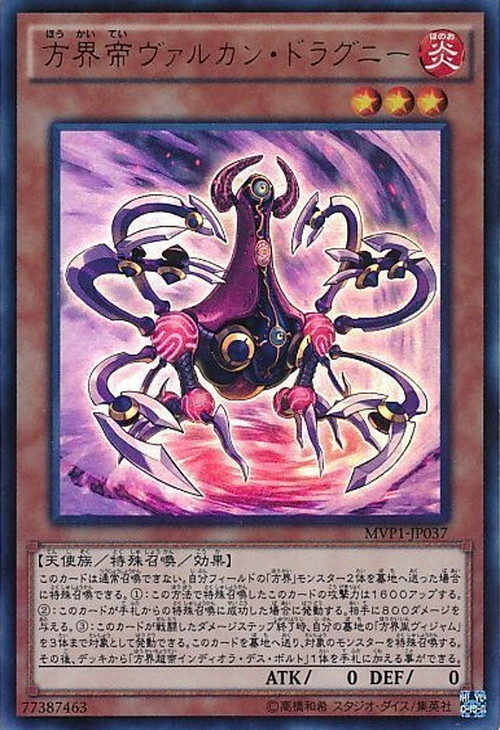 ほう かい てい
方界帝ヴァルカン・ドラグニー
ほのお
炎
MVP1-JP037
【天使族／特殊召喚／効果】
このカードは通常召喚できない。自分フィールドの「方界」モンスター２体を墓地へ送った場合
に特殊召喚できる。①：この方法で特殊召喚したこのカードの攻撃力は１６００アップする。
②：このカードが手札からの特殊召喚に成功した場合に発動する。相手に８００ダメージを
与える。③：このカードが戦闘したダメージステップ終了時、自分の墓地の「方界胤ヴィジャム」
を３体まで対象として発動できる。このカードを墓地へ送り、対象のモンスターを特殊召喚する。
その後、デッキから「方界超帝インディオラ・デス・ボルト」１体を手札に加える事ができる。
ATK/ 0 DEF/ 0
77387463 ©高橋和希 スタジオ・ダイス/集英社